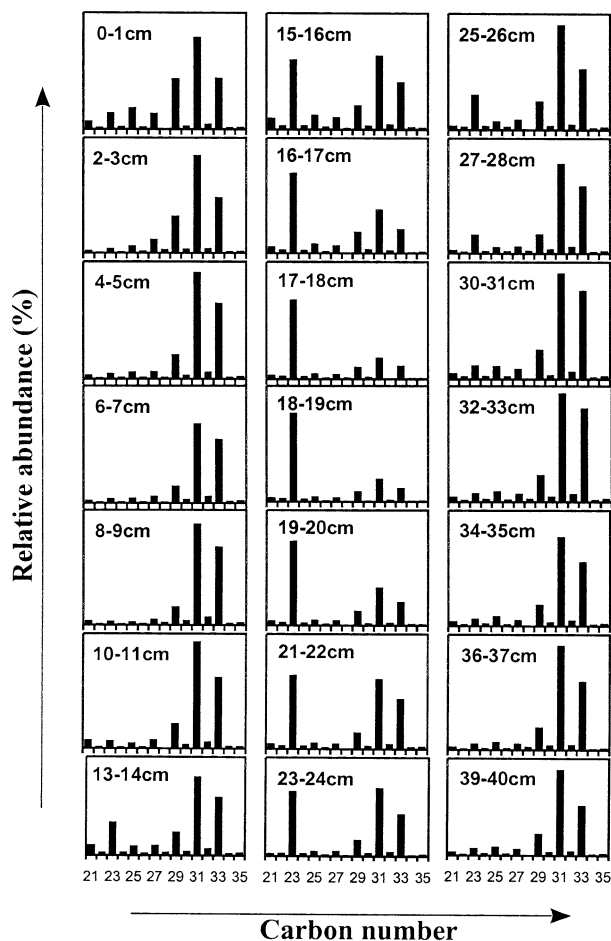 0-1cm 15-16cm 25-26cm
2-3cm 16-17cm 27-28cm
4-5cm 17-18cm 30-31cm
6-7cm 18-19cm 32-33cm
8-9cm 19-20cm 34-35cm
10-11cm 21-22cm 36-37cm
13-14cm 23-24cm 39-40cm
21 23 25 27 29 31 33 35 21 23 25 27 29 31 33 35 21 23 25 27 29 31 33 35
Relative abundance (%)
Carbon number